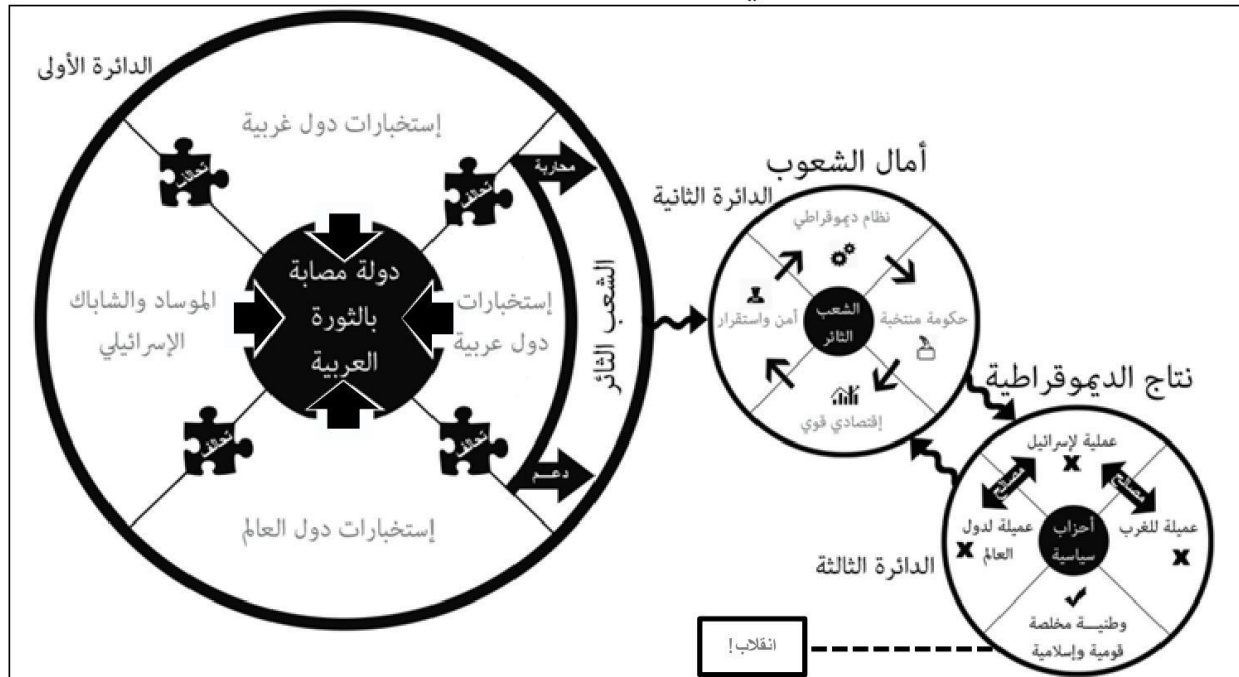 الدائرة الأولى
إستخبارات دول غربية
تحالف
تحالف
محاربة
دولة مصابة
بالثورة
العربية
الموساد والشاباك
الإسرائيلي
إستخبارات
دول عربية
الشعب الثائر
تحالف
تحالف
دعـــم
إستخبارات دول العالم
أمال الشعوب
الدائرة الثانية
نظام ديموقراطي
أمن واستقرار
الشعب
الثائر
حكومة منتخبة
إقتصادي قوي
نتاج الديموقراطية
الدائرة الثالثة
عملية لإسرائيل
مصالح
مصالح
عميلة لدول
العالم
أحزاب
سياسية
عميلة للغرب
وطنيـــة مخلصة
قومية وإسلامية
انقلاب!